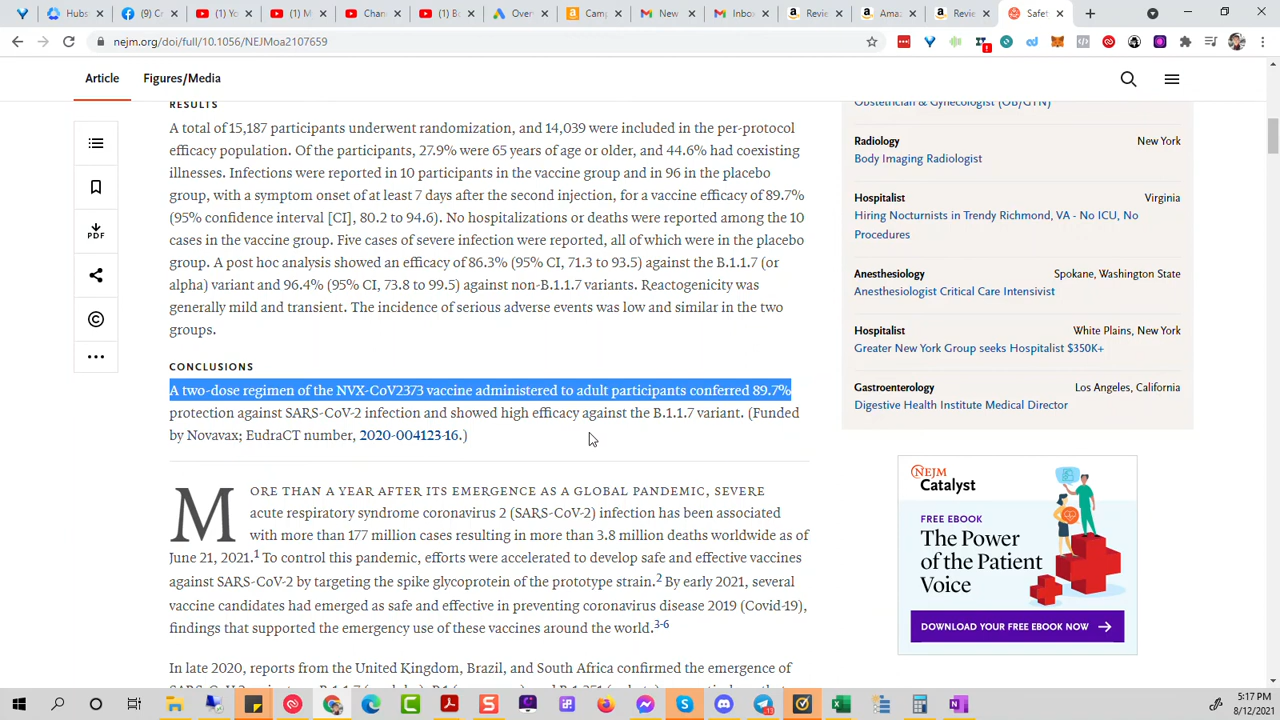 Hubs
(9) C
(1) Y
(2) M
Chan
(1) B
Over
Camp
New
Inbox
Revie
Amaz
Revie
Safet
nejm.org/doi/full/10.1056/NEJMoa2107659
Article
Figures/Media
RESULTS
A total of 15,187 participants underwent randomization, and 14,039 were included in the per-protocol
efficacy population. Of the participants, 27.9% were 65 years of age or older, and 44.6% had coexisting
illnesses. Infections were reported in 10 participants in the vaccine group and in 96 in the placebo
group, with a symptom onset of at least 7 days after the second injection, for a vaccine efficacy of 89.7%
(95% confidence interval [CI], 80.2 to 94.6). No hospitalizations or deaths were reported among the 10
cases in the vaccine group. Five cases of severe infection were reported, all of which were in the placebo
group. A post hoc analysis showed an efficacy of 86.3% (95% CI, 71.3 to 93.5) against the B.1.1.7 (or
alpha) variant and 96.4% (95% CI, 73.8 to 99.5) against non-B.1.1.7 variants. Reactogenicity was
generally mild and transient. The incidence of serious adverse events was low and similar in the two
groups.
CONCLUSIONS
A two-dose regimen of the NVX-CoV2373 vaccine administered to adult participants conferred 89.7%
protection against SARS-CoV-2 infection and showed high efficacy against the B.1.1.7 variant. (Funded
by Novavax; EudraCT number, 2020-004123-16.)
MORE THAN A YEAR AFTER ITS EMERGENCE AS A GLOBAL PANDEMIC, SEVERE
acute respiratory syndrome coronavirus 2 (SARS-CoV-2) infection has been associated
with more than 177 million cases resulting in more than 3.8 million deaths worldwide as of
June 21, 2021.1 To control this pandemic, efforts were accelerated to develop safe and effective vaccines
against SARS-CoV-2 by targeting the spike glycoprotein of the prototype strain.2 By early 2021, several
vaccine candidates had emerged as safe and effective in preventing coronavirus disease 2019 (Covid-19),
findings that supported the emergency use of these vaccines around the world.3-6
In late 2020, reports from the United Kingdom, Brazil, and South Africa confirmed the emergence of
PDF
Obstetrician & Gynecologist (OB/GYN)
Radiology New York
Body Imaging Radiologist
Hospitalist Virginia
Hiring Nocturnists in Trendy Richmond, VA - No ICU, No
Procedures
Anesthesiology Spokane, Washington State
Anesthesiologist Critical Care Intensivist
Hospitalist White Plains, New York
Greater New York Group seeks Hospitalist $350K+
Gastroenterology Los Angeles, California
Digestive Health Institute Medical Director
NEJM
Catalyst
FREE EBOOK
The Power
of the Patient
Voice
DOWNLOAD YOUR FREE EBOOK NOW
5:17 PM
8/12/2021